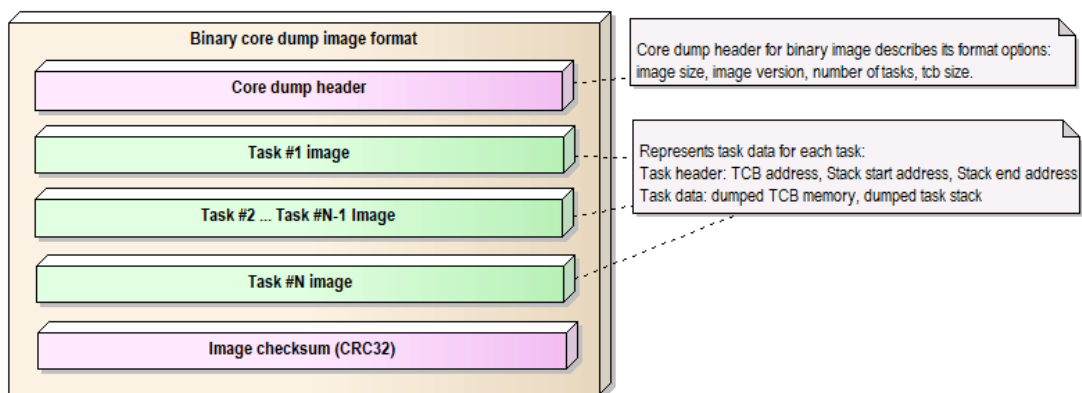 Binary core dump image format
Core dump header
Task #1 image
Task #2 ... Task #N-1 Image
Task #N image
Image checksum (CRC32)
Core dump header for binary image describes its format options:
image size, image version, number of tasks, tcb size.
Represents task data for each task:
Task header: TCB address, Stack start address, Stack end address
Task data: dumped TCB memory, dumped task stack